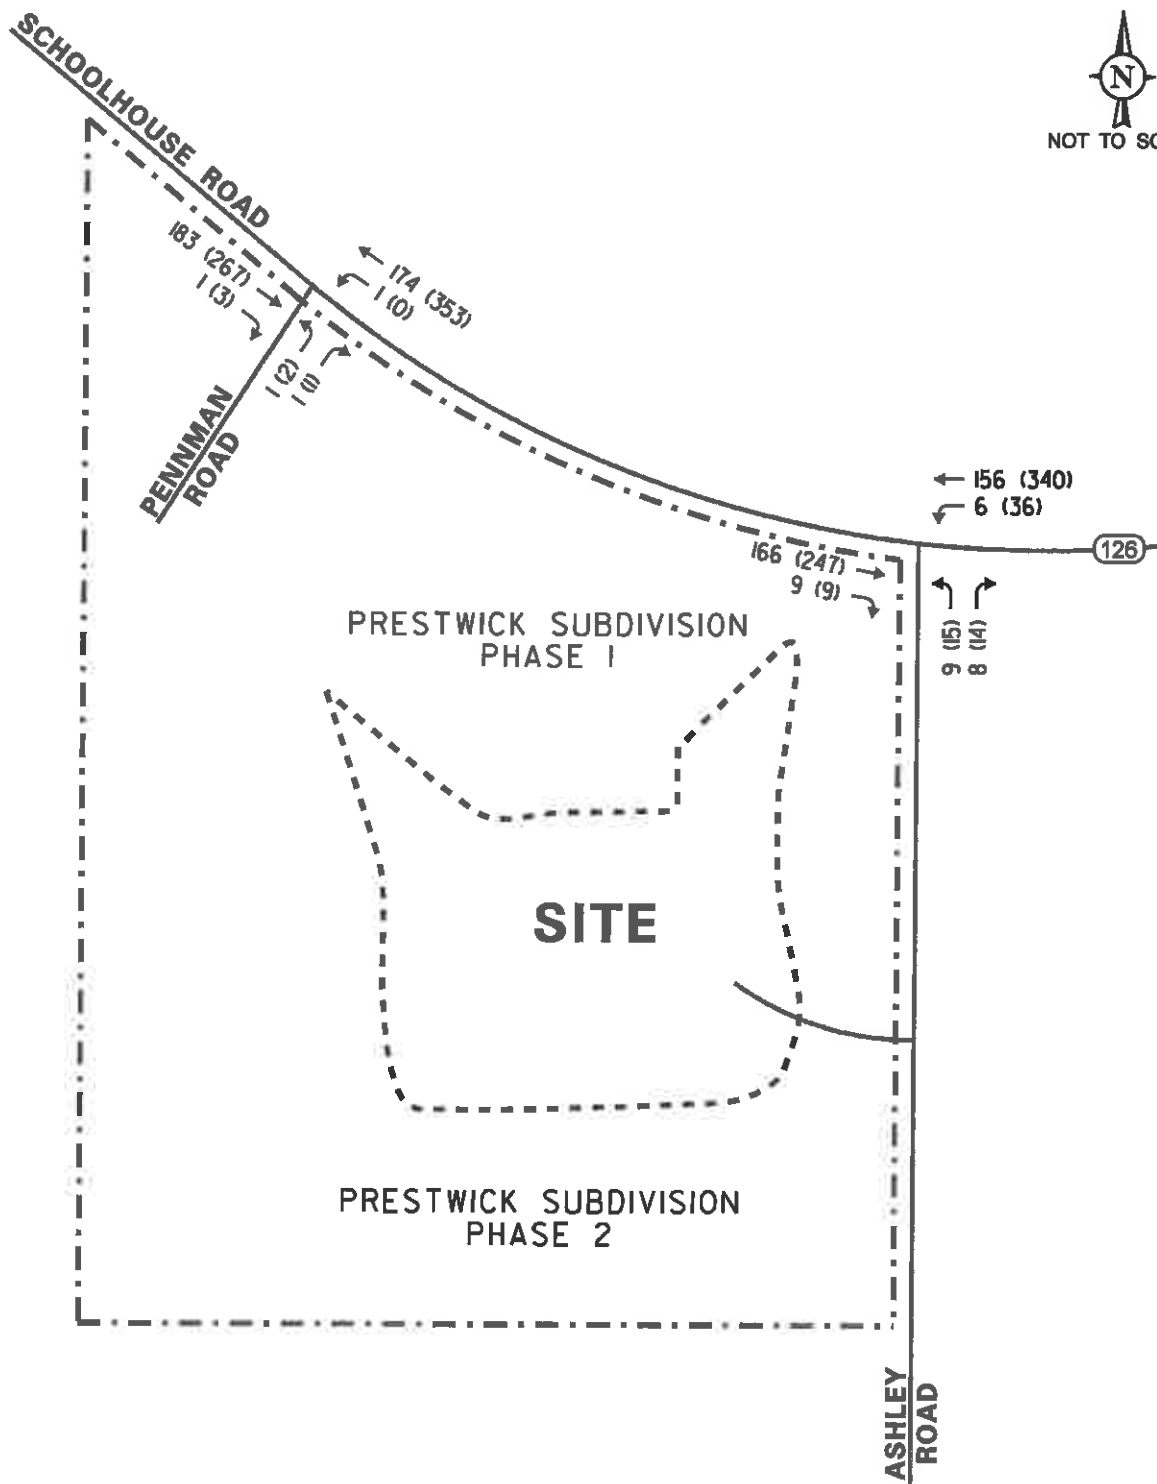 SCHOOLHOUSE ROAD
N
NOT TO SC
183 (267)
1 (3)
174 (353)
1 (0)
1 (2)
1 (1)
PENNMAN
ROAD
156 (340)
6 (36)
126
166 (247)
9 (9)
9 (15)
8 (14)
PRESTWICK SUBDIVISION
PHASE 1
SITE
PRESTWICK SUBDIVISION
PHASE 2
ASHLEY
ROAD